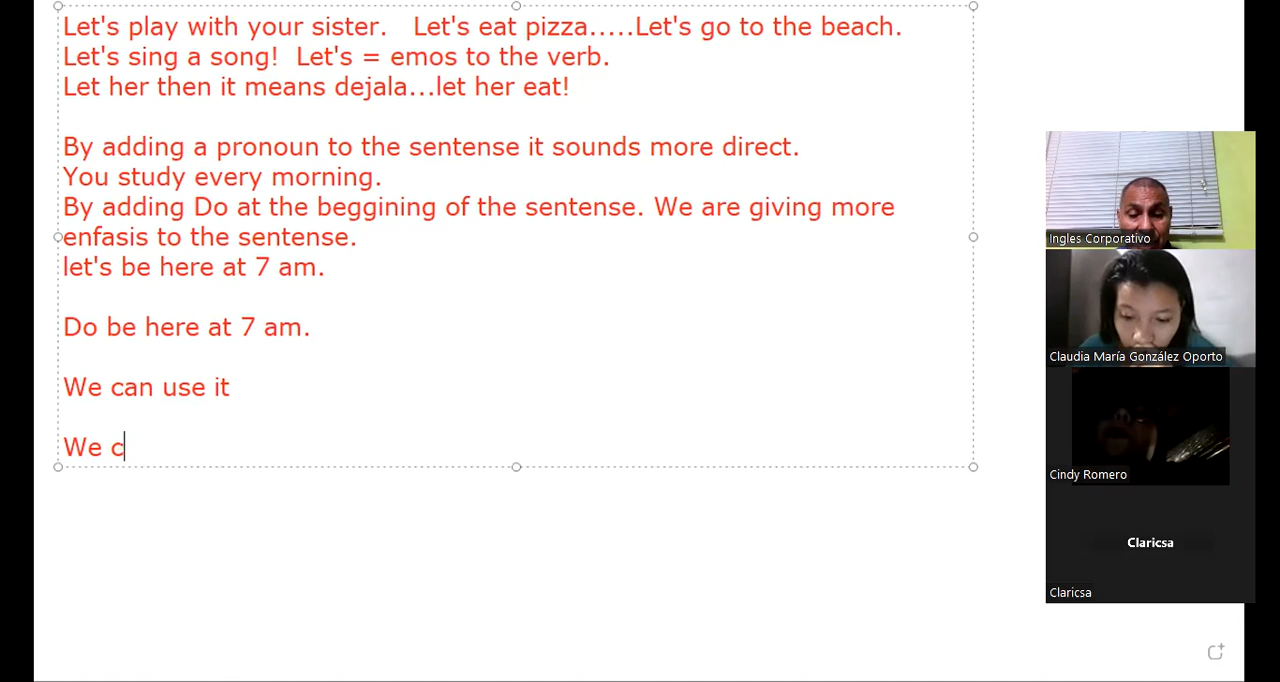 Let's play with your sister.   Let's eat pizza.....Let's go to the beach.
Let's sing a song!  Let's = emos to the verb.
Let her then it means dejala...let her eat!
By adding a pronoun to the sentense it sounds more direct.
You study every morning.
By adding Do at the beggining of the sentense. We are giving more
enfasis to the sentense.
let's be here at 7 am.
Do be here at 7 am.
We can use it
We c
Ingles Corporativo
Claudia María González Oporto
Cindy Romero
Claricsa
Claricsa